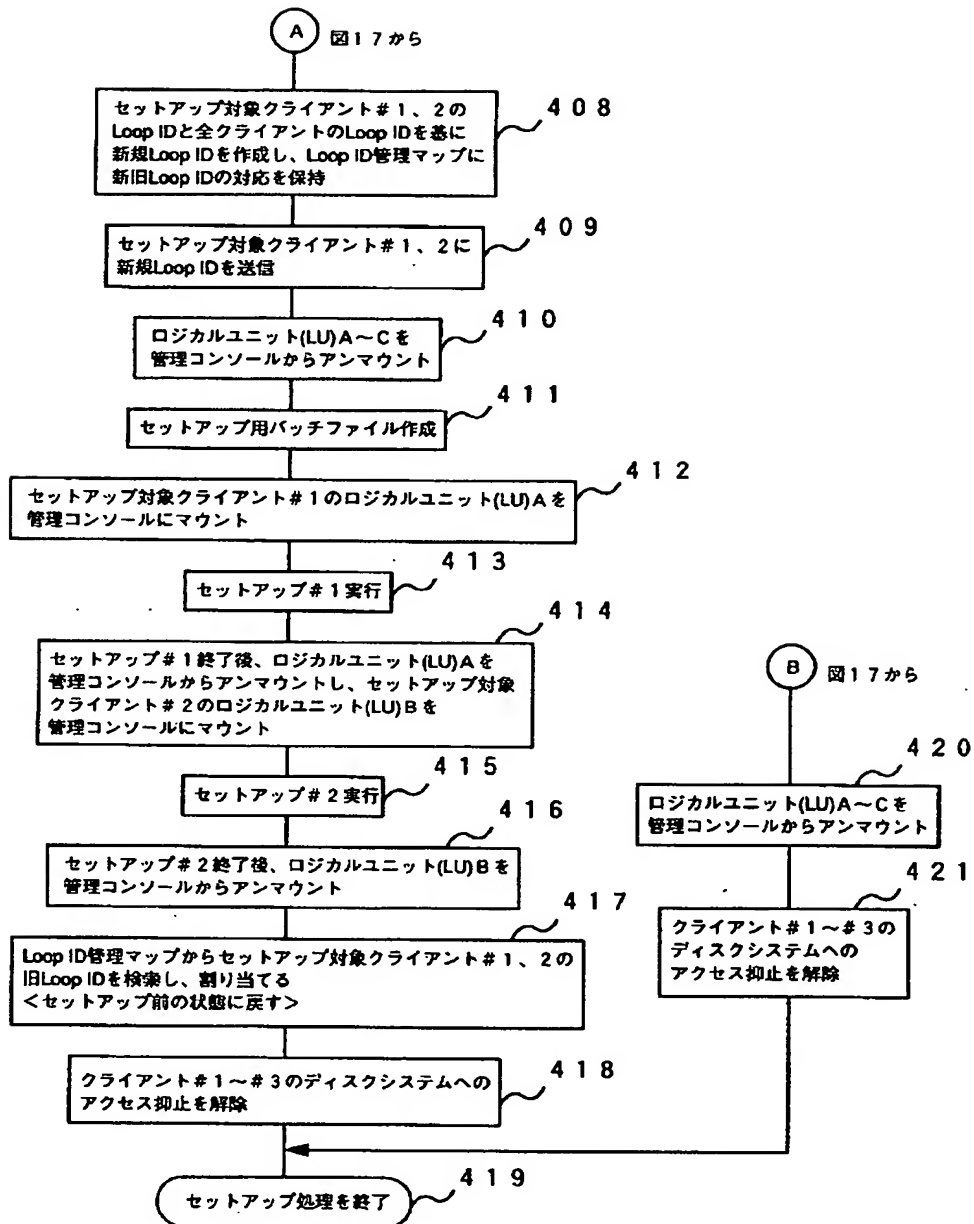 A 図17から
セットアップ対象クライアント#1、2の
Loop IDと全クライアントのLoop IDを基に
新規Loop IDを作成し、Loop ID管理マップに
新旧Loop IDの対応を保持
408
セットアップ対象クライアント#1、2に
新規Loop IDを送信
409
ロジカルユニット(LU)A~Cを
管理コンソールからアンマウント
410
セットアップ用バッチファイル作成
411
セットアップ対象クライアント#1のロジカルユニット(LU)Aを
管理コンソールにマウント
412
セットアップ#1実行
413
セットアップ#1終了後、ロジカルユニット(LU)Aを
管理コンソールからアンマウントし、セットアップ対象
クライアント#2のロジカルユニット(LU)Bを
管理コンソールにマウント
414
セットアップ#2実行
415
セットアップ#2終了後、ロジカルユニット(LU)Bを
管理コンソールからアンマウント
416
Loop ID管理マップからセットアップ対象クライアント#1、2の
旧Loop IDを検索し、割り当てる
<セットアップ前の状態に戻す>
417
クライアント#1~#3のディスクシステムへの
アクセス抑止を解除
418
セットアップ処理を終了
419
B 図17から
ロジカルユニット(LU)A~Cを
管理コンソールからアンマウント
420
クライアント#1~#3の
ディスクシステムへの
アクセス抑止を解除
421